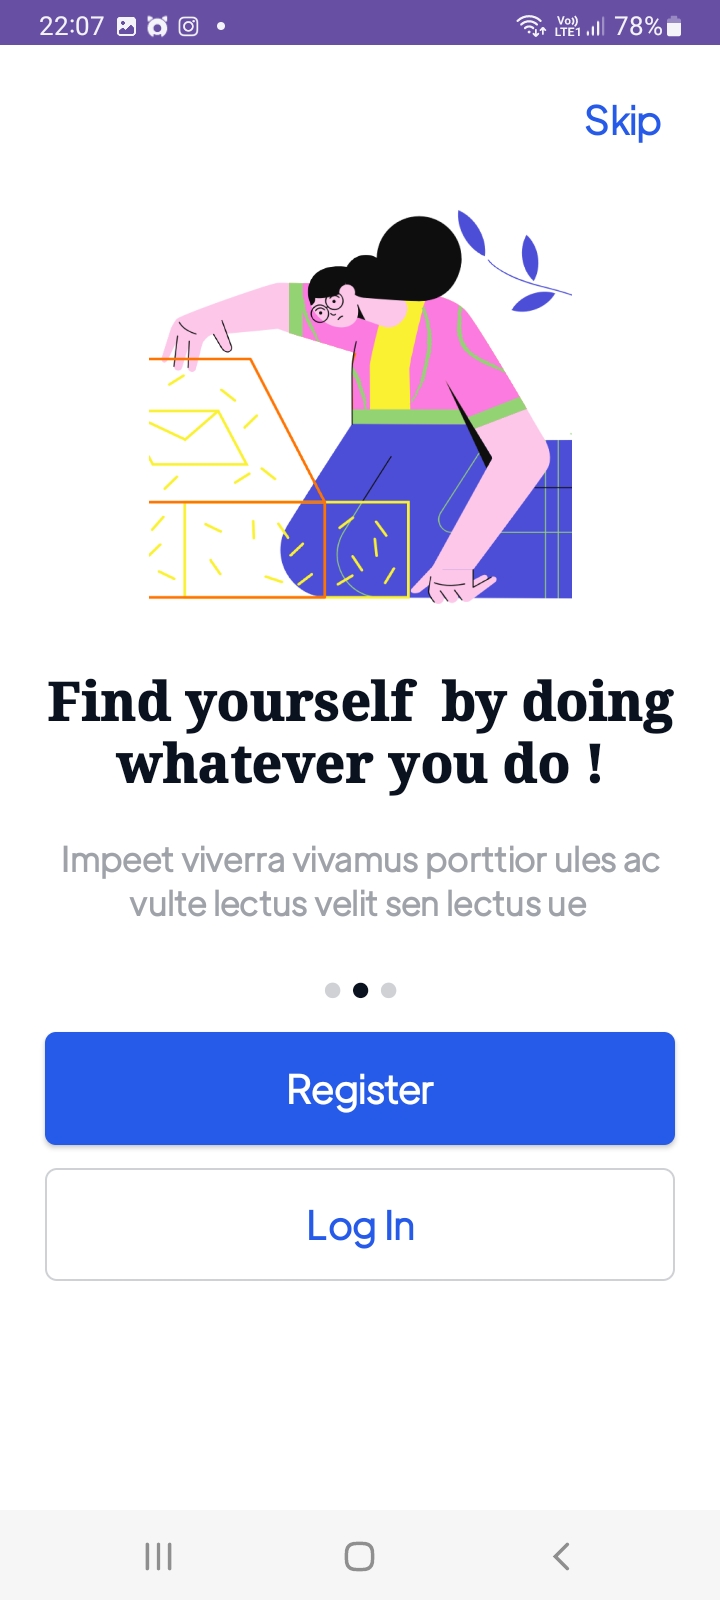 22:07 Vo)) LTE1 78%
Skip
Find yourself  by doing
whatever you do !
Impeet viverra vivamus porttior ules ac
vulte lectus velit sen lectus ue
Register
Log In